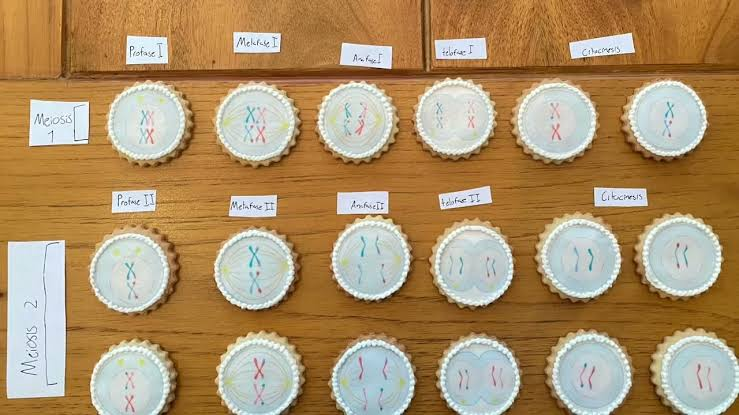 Profase I
Metafase I
Anafase I
telofase I
Citocinesis
Meiosis
1
Profase II
Metafase II
Anafase II
telofase II
Citocinesis
Meiosis 2